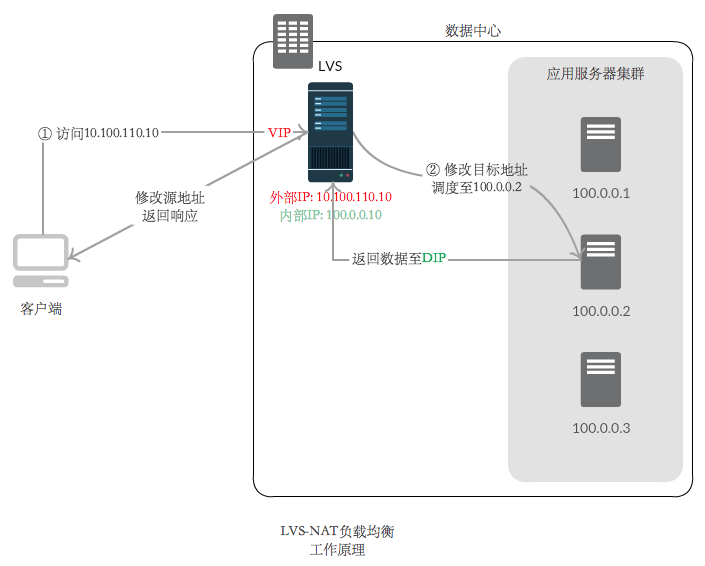 数据中心
LVS
应用服务器集群
① 访问10.100.110.10
VIP
② 修改目标地址
调度至100.0.0.2
100.0.0.1
修改源地址
返回响应
外部IP: 10.100.110.10
内部IP: 100.0.0.10
返回数据至DIP
客户端
100.0.0.2
100.0.0.3
LVS-NAT负载均衡
工作原理